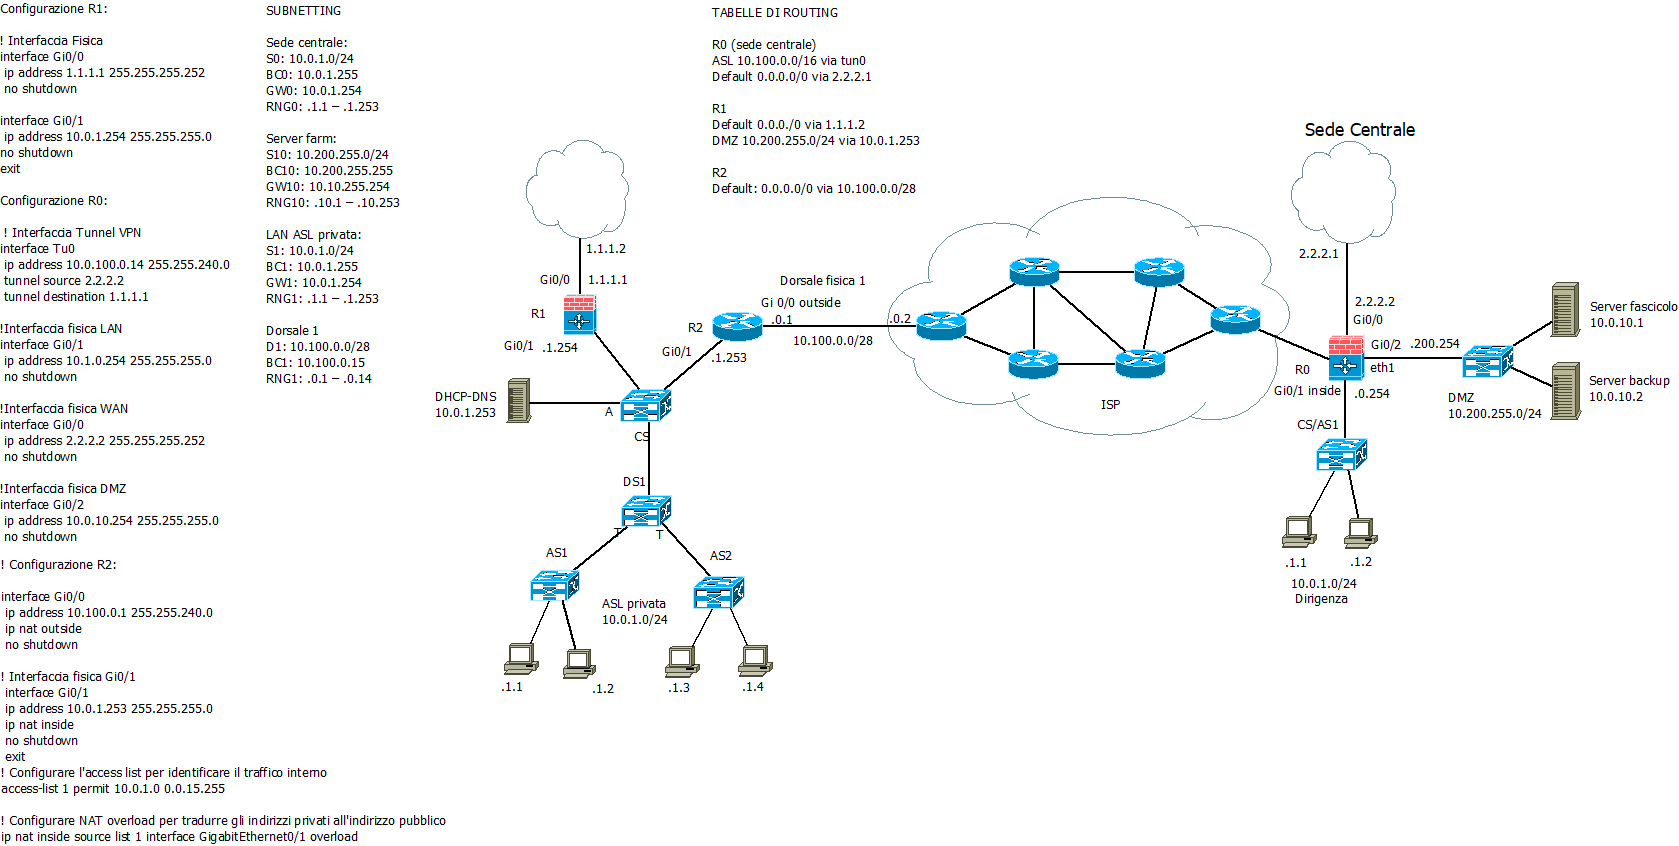 Configurazione R1:
! Interfaccia Fisica
interface Gi0/0
ip address 1.1.1.1 255.255.255.252
no shutdown
interface Gi0/1
ip address 10.0.1.254 255.255.255.0
no shutdown
exit
Configurazione R0:
! Interfaccia Tunnel VPN
interface Tu0
ip address 10.0.100.0.14 255.255.240.0
tunnel source 2.2.2.2
tunnel destination 1.1.1.1
!Interfaccia fisica LAN
interface Gi0/1
ip address 10.1.0.254 255.255.255.0
no shutdown
!Interfaccia fisica WAN
interface Gi0/0
ip address 2.2.2.2 255.255.255.252
no shutdown
!Interfaccia fisica DMZ
interface Gi0/2
ip address 10.0.10.254 255.255.255.0
no shutdown
! Configurazione R2:
interface Gi0/0
ip address 10.100.0.1 255.255.240.0
ip nat outside
no shutdown
! Interfaccia fisica Gi0/1
interface Gi0/1
ip address 10.0.1.253 255.255.255.0
ip nat inside
no shutdown
exit
! Configurare l'access list per identificare il traffico interno
access-list 1 permit 10.0.1.0 0.0.15.255
! Configurare NAT overload per tradurre gli indirizzi privati all'indirizzo pubblico
ip nat inside source list 1 interface GigabitEthernet0/1 overload
SUBNETTING
Sede centrale:
S0: 10.0.1.0/24
BC0: 10.0.1.255
GW0: 10.0.1.254
RNG0: .1.1 – .1.253
Server farm:
S10: 10.200.255.0/24
BC10: 10.200.255.255
GW10: 10.10.255.254
RNG10: .10.1 – .10.253
LAN ASL privata:
S1: 10.0.1.0/24
BC1: 10.0.1.255
GW1: 10.0.1.254
RNG1: .1.1 – .1.253
Dorsale 1
D1: 10.100.0.0/28
BC1: 10.100.0.15
RNG1: .0.1 – .0.14
TABELLE DI ROUTING
R0 (sede centrale)
ASL 10.100.0.0/16 via tun0
Default 0.0.0.0/0 via 2.2.2.1
R1
Default 0.0.0./0 via 1.1.1.2
DMZ 10.200.255.0/24 via 10.0.1.253
R2
Default: 0.0.0.0/0 via 10.100.0.0/28
1.1.1.2
Gi0/0
1.1.1.1
R1
Gi0/1
.1.254
R2
Gi0/1
.1.253
Dorsale fisica 1
Gi 0/0 outside
.0.1
.0.2
10.100.0.0/28
DHCP-DNS
10.0.1.253
A
CS
DS1
T
T
AS1
AS2
ASL privata
10.0.1.0/24
.1.1
.1.2
.1.3
.1.4
ISP
Sede Centrale
2.2.2.1
2.2.2.2
Gi0/0
Gi0/2
.200.254
eth1
R0
Gi0/1 inside
.0.254
CS/AS1
DMZ
10.200.255.0/24
Server fascicolo
10.0.10.1
Server backup
10.0.10.2
.1.1
.1.2
10.0.1.0/24
Dirigenza